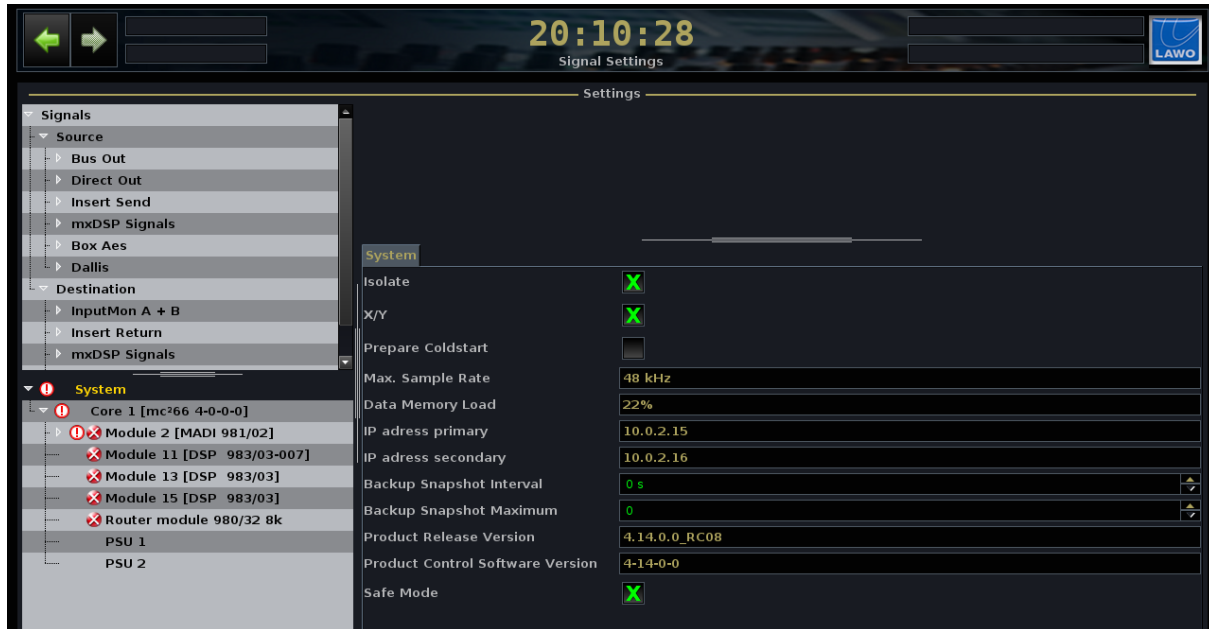 20:10:28
Signal Settings
LAWO
Settings
Signals
Source
Bus Out
Direct Out
Insert Send
mxDSP Signals
Box Aes
Dallis
Destination
InputMon A + B
Insert Return
mxDSP Signals
System
Core 1 [mc²66 4-0-0-0]
Module 2 [MADI 981/02]
Module 11 [DSP 983/03-007]
Module 13 [DSP 983/03]
Module 15 [DSP 983/03]
Router module 980/32 8k
PSU 1
PSU 2
System
Isolate
X/Y
Prepare Coldstart
Max. Sample Rate 48 kHz
Data Memory Load 22%
IP adress primary 10.0.2.15
IP adress secondary 10.0.2.16
Backup Snapshot Interval 0 s
Backup Snapshot Maximum 0
Product Release Version 4.14.0.0_RC08
Product Control Software Version 4-14-0-0
Safe Mode